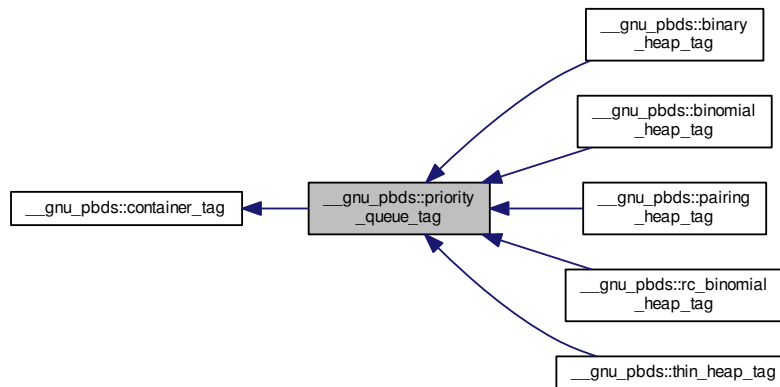 __gnu_pbds::binary
_heap_tag
__gnu_pbds::binomial
_heap_tag
__gnu_pbds::container_tag
__gnu_pbds::priority
_queue_tag
__gnu_pbds::pairing
_heap_tag
__gnu_pbds::rc_binomial
_heap_tag
__gnu_pbds::thin_heap_tag